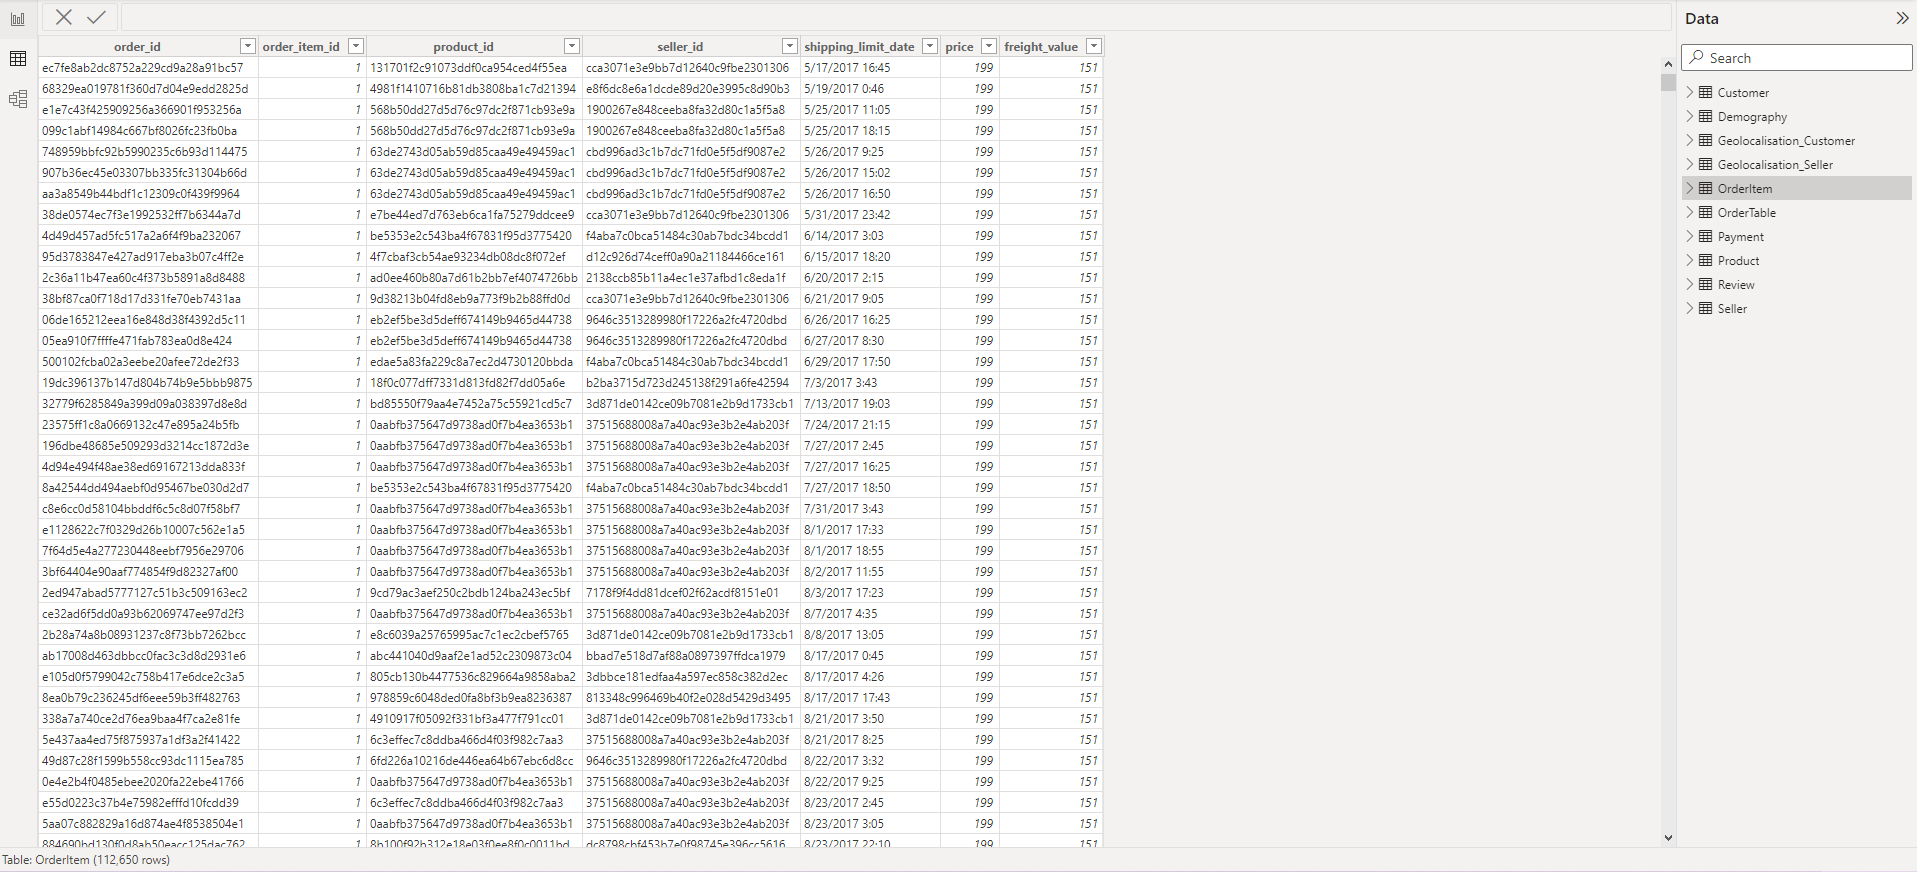 order_id order_item_id product_id seller_id shipping_limit_date price freight_value
ec7fe8ab2dc8752a229cd9a28a91bc57 1 131701f2c91073ddf0ca954ced4f55ea cca3071e3e9bb7d12640c9fbe2301306 5/17/2017 16:45 199 151
68329ea019781f360d7d04e9edd2825d 1 4981f1410716b81db3808ba1c7d21394 e8f6dc8e6a1dcde89d20e3995c8d90b3 5/19/2017 0:46 199 151
e1e7c43f425909256a366901f953256a 1 568b50dd27d5d76c97dc2f871cb93e9a 1900267e848ceeba8fa32d80c1a5f5a8 5/25/2017 11:05 199 151
099c1abf14984c667bf8026fc23fb0ba 1 568b50dd27d5d76c97dc2f871cb93e9a 1900267e848ceeba8fa32d80c1a5f5a8 5/25/2017 18:15 199 151
748959bbfc92b5990235c6b93d114475 1 63de2743d05ab59d85caa49e49459ac1 cbd996ad3c1b7dc71fd0e5f5df9087e2 5/26/2017 9:25 199 151
907b36ec45e03307bb335fc31304b66d 1 63de2743d05ab59d85caa49e49459ac1 cbd996ad3c1b7dc71fd0e5f5df9087e2 5/26/2017 15:02 199 151
aa3a8549b44bdf1c12309c0f439f9964 1 63de2743d05ab59d85caa49e49459ac1 cbd996ad3c1b7dc71fd0e5f5df9087e2 5/26/2017 16:50 199 151
38de0574ec7f3e1992532ff7b6344a7d 1 e7be44ed7d763eb6ca1fa75279ddcee9 cca3071e3e9bb7d12640c9fbe2301306 5/31/2017 23:42 199 151
4d49d457ad5fc517a2a6f4f9ba232067 1 be5353e2c543ba4f67831f95d3775420 f4aba7c0bca51484c30ab7bdc34bcdd1 6/14/2017 3:03 199 151
95d3783847e427ad917eba3b07c4ff2e 1 4f7cbaf3cb54ae93234db08dc8f072ef d12c926d74ceff0a90a21184466ce161 6/15/2017 18:20 199 151
2c36a11b47ea60c4f373b5891a8d8488 1 ad0ee460b80a7d61b2bb7ef4074726bb 2138ccb85b11a4ec1e37afbd1c8eda1f 6/20/2017 2:15 199 151
38bf87ca0f718d17d331fe70eb7431aa 1 9d38213b04fd8eb9a773f9b2b88ffd0d cca3071e3e9bb7d12640c9fbe2301306 6/21/2017 9:05 199 151
06de165212eea16e848d38f4392d5c11 1 eb2ef5be3d5deff674149b9465d44738 9646c3513289980f17226a2fc4720dbd 6/26/2017 16:25 199 151
05ea910f7ffffe471fab783ea0d8e424 1 eb2ef5be3d5deff674149b9465d44738 9646c3513289980f17226a2fc4720dbd 6/27/2017 8:30 199 151
500102fcba02a3eebe20afee72de2f33 1 edae5a83fa229c8a7ec2d4730120bbda f4aba7c0bca51484c30ab7bdc34bcdd1 6/29/2017 17:50 199 151
19dc396137b147d804b74b9e5bbb9875 1 18f0c077dff7331d813fd82f7dd05a6e b2ba3715d723d245138f291a6fe42594 7/3/2017 3:43 199 151
32779f6285849a399d09a038397d8e8d 1 bd85550f79aa4e7452a75c55921cd5c7 3d871de0142ce09b7081e2b9d1733cb1 7/13/2017 19:03 199 151
23575ff1c8a0669132c47e895a24b5fb 1 0aabfb375647d9738ad0f7b4ea3653b1 37515688008a7a40ac93e3b2e4ab203f 7/24/2017 21:15 199 151
196dbe48685e509293d3214cc1872d3e 1 0aabfb375647d9738ad0f7b4ea3653b1 37515688008a7a40ac93e3b2e4ab203f 7/27/2017 2:45 199 151
4d94e494f48ae38ed69167213dda833f 1 0aabfb375647d9738ad0f7b4ea3653b1 37515688008a7a40ac93e3b2e4ab203f 7/27/2017 16:25 199 151
8a42544dd494aebf0d95467be030d2d7 1 be5353e2c543ba4f67831f95d3775420 f4aba7c0bca51484c30ab7bdc34bcdd1 7/27/2017 18:50 199 151
c8e6cc0d58104bbddf6c5c8d07f58bf7 1 0aabfb375647d9738ad0f7b4ea3653b1 37515688008a7a40ac93e3b2e4ab203f 7/31/2017 3:43 199 151
e1128622c7f0329d26b10007c562e1a5 1 0aabfb375647d9738ad0f7b4ea3653b1 37515688008a7a40ac93e3b2e4ab203f 8/1/2017 17:33 199 151
7f64d5e4a277230448eebf7956e29706 1 0aabfb375647d9738ad0f7b4ea3653b1 37515688008a7a40ac93e3b2e4ab203f 8/1/2017 18:55 199 151
3bf64404e90aaf774854f9d82327af00 1 0aabfb375647d9738ad0f7b4ea3653b1 37515688008a7a40ac93e3b2e4ab203f 8/2/2017 11:55 199 151
2ed947abad5777127c51b3c509163ec2 1 9cd79ac3aef250c2bdb124ba243ec5bf 7178f9f4dd81dcef02f62acdf8151e01 8/3/2017 17:23 199 151
ce32ad6f5dd0a93b62069747ee97d2f3 1 0aabfb375647d9738ad0f7b4ea3653b1 37515688008a7a40ac93e3b2e4ab203f 8/7/2017 4:35 199 151
2b28a74a8b08931237c8f73bb7262bcc 1 e8c6039a25765995ac7c1ec2cbef5765 3d871de0142ce09b7081e2b9d1733cb1 8/8/2017 13:05 199 151
ab17008d463dbbcc0fac3c3d8d2931e6 1 abc441040d9aaf2e1ad52c2309873c04 bbad7e518d7af88a0897397ffdca1979 8/17/2017 0:45 199 151
e105d0f5799042c758b417e6dce2c3a5 1 805cb130b4477536c829664a9858aba2 3dbbce181edfaa4a597ec858c382d2ec 8/17/2017 4:26 199 151
8ea0b79c236245df6eee59b3ff482763 1 978859c6048ded0fa8bf3b9ea8236387 813348c996469b40f2e028d5429d3495 8/17/2017 17:43 199 151
338a7a740ce2d76ea9baa4f7ca2e81fe 1 4910917f05092f331bf3a477f791cc01 3d871de0142ce09b7081e2b9d1733cb1 8/21/2017 3:50 199 151
5e437aa4ed75f875937a1df3a2f41422 1 6c3effec7c8ddba466d4f03f982c7aa3 37515688008a7a40ac93e3b2e4ab203f 8/21/2017 8:25 199 151
49d87c28f1599b558cc93dc1115ea785 1 6fd226a10216de446ea64b67ebc6d8cc 9646c3513289980f17226a2fc4720dbd 8/22/2017 3:32 199 151
0e4e2b4f0485ebee2020fa22ebe41766 1 0aabfb375647d9738ad0f7b4ea3653b1 37515688008a7a40ac93e3b2e4ab203f 8/22/2017 9:25 199 151
e55d0223c37b4e75982efffd10fcdd39 1 6c3effec7c8ddba466d4f03f982c7aa3 37515688008a7a40ac93e3b2e4ab203f 8/23/2017 2:45 199 151
5aa07c882829a16d874ae4f8538504e1 1 0aabfb375647d9738ad0f7b4ea3653b1 37515688008a7a40ac93e3b2e4ab203f 8/23/2017 3:05 199 151
884690bd130f0d8ab50eacc125dac762 1 8b100f92b312e18e03f0ee8f0c0011bd dc8798cbf453b7e0f98745e396cc5616 8/23/2017 22:10 199 151
Table: OrderItem (112,650 rows)
Data
Search
Customer
Demography
Geolocalisation_Customer
Geolocalisation_Seller
OrderItem
OrderTable
Payment
Product
Review
Seller